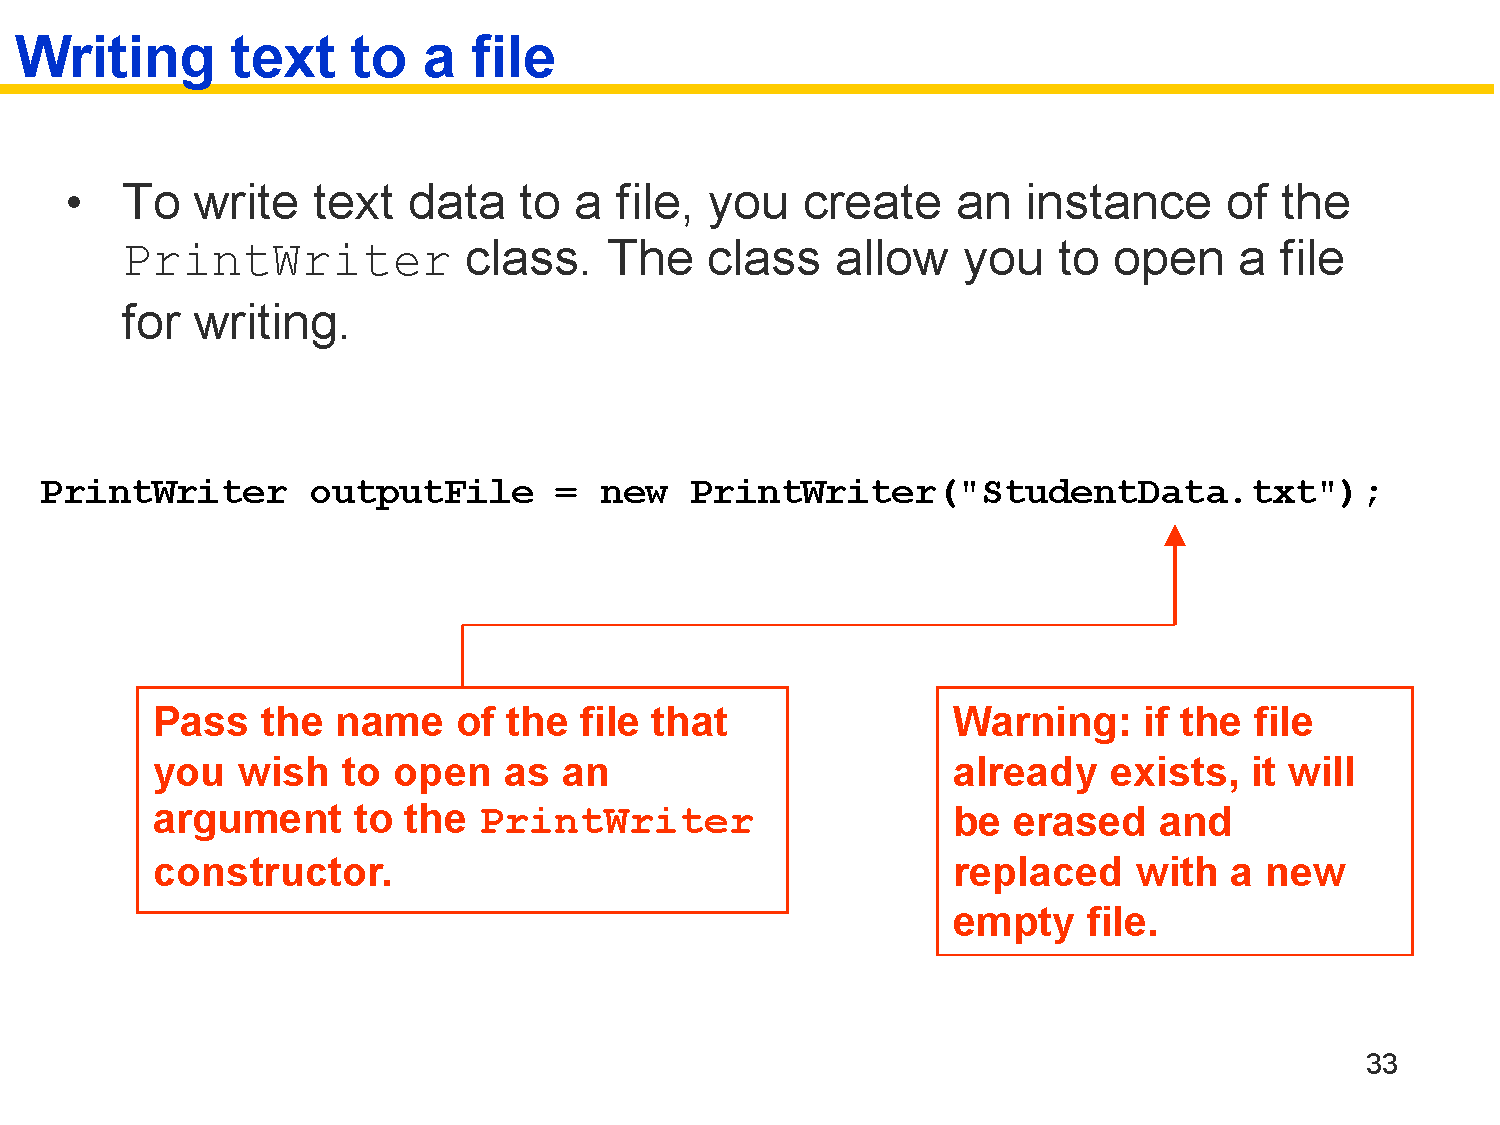 Writing text to a file
• To write text data to a file, you create an instance of the
PrintWriter class. The class allow you to open a file
for writing.
PrintWriter outputFile = new PrintWriter("StudentData.txt");
Pass the name of the file that
you wish to open as an
argument to the PrintWriter
constructor.
Warning: if the file
already exists, it will
be erased and
replaced with a new
empty file.
33